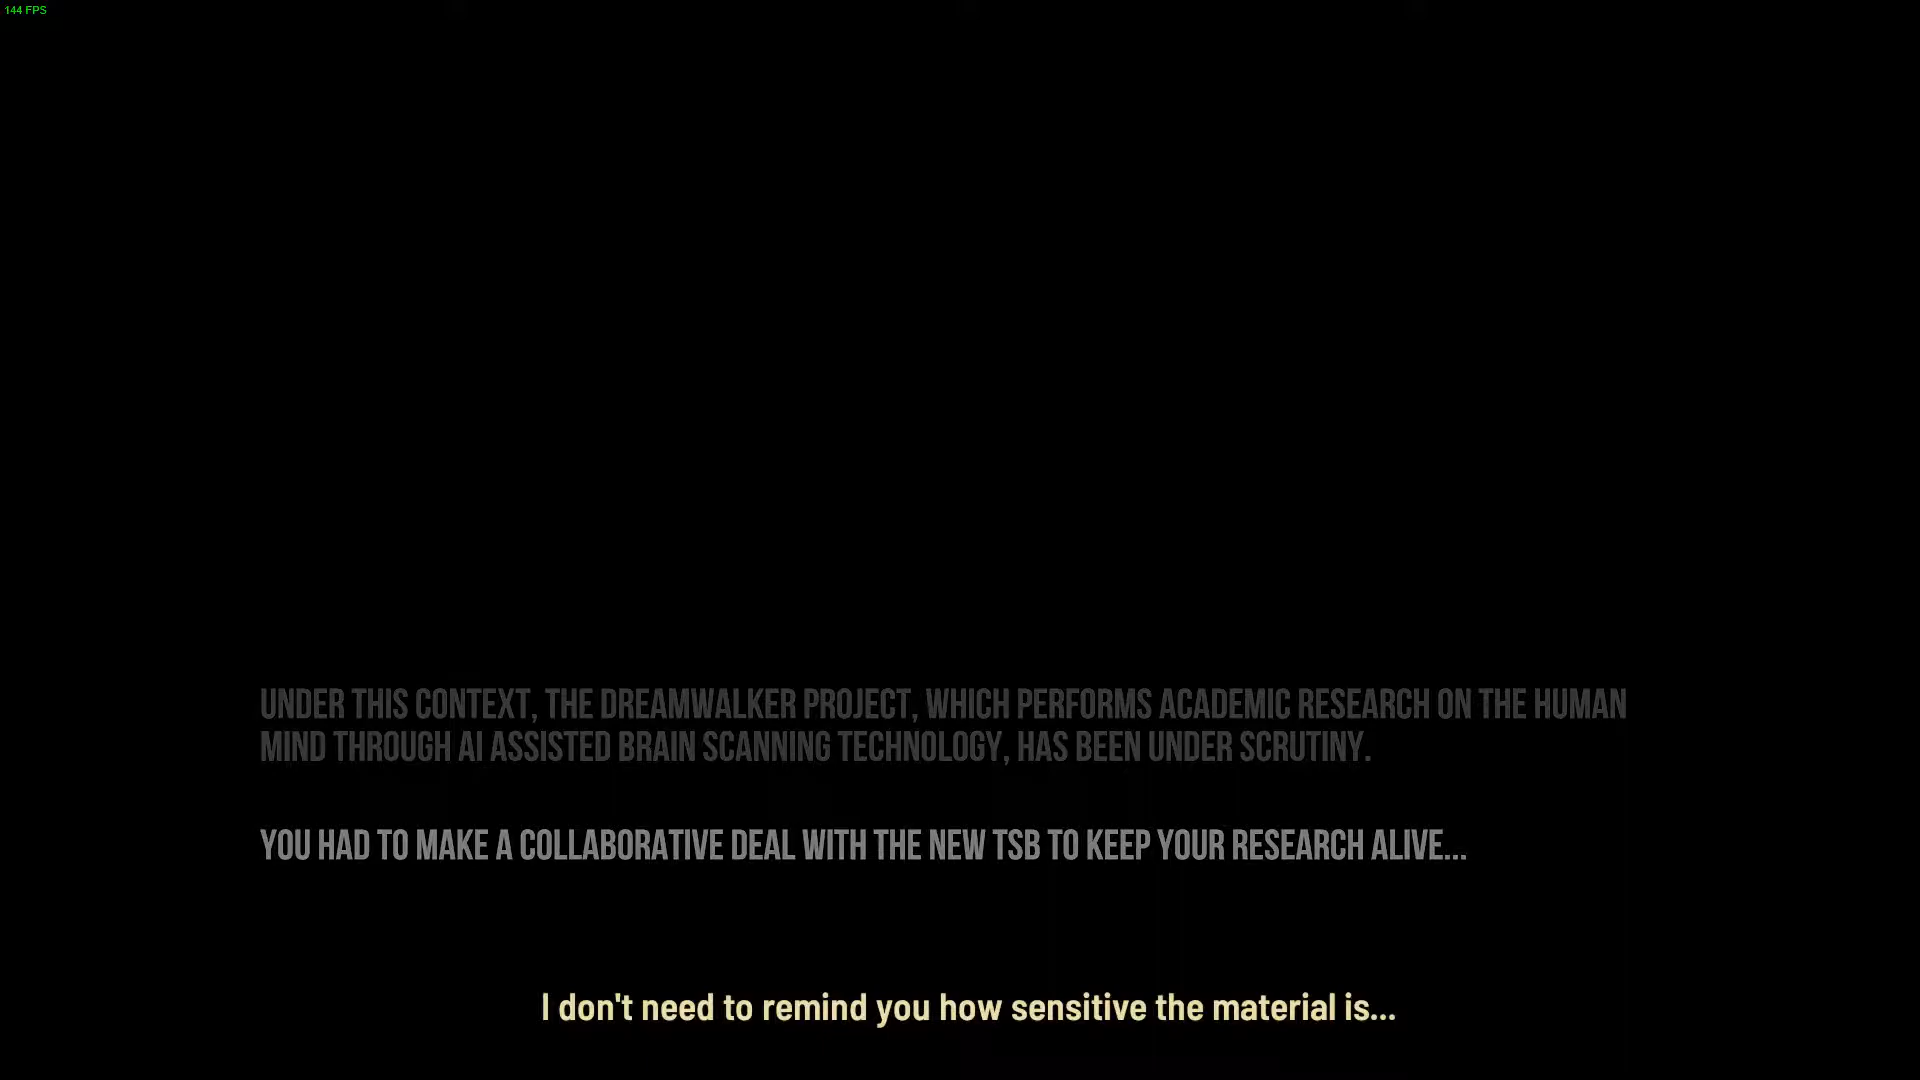 144 FPS
UNDER THIS CONTEXT, THE DREAMWALKER PROJECT, WHICH PERFORMS ACADEMIC RESEARCH ON THE HUMAN
MIND THROUGH AI ASSISTED BRAIN SCANNING TECHNOLOGY, HAS BEEN UNDER SCRUTINY.
YOU HAD TO MAKE A COLLABORATIVE DEAL WITH THE NEW TSB TO KEEP YOUR RESEARCH ALIVE...
I don't need to remind you how sensitive the material is...